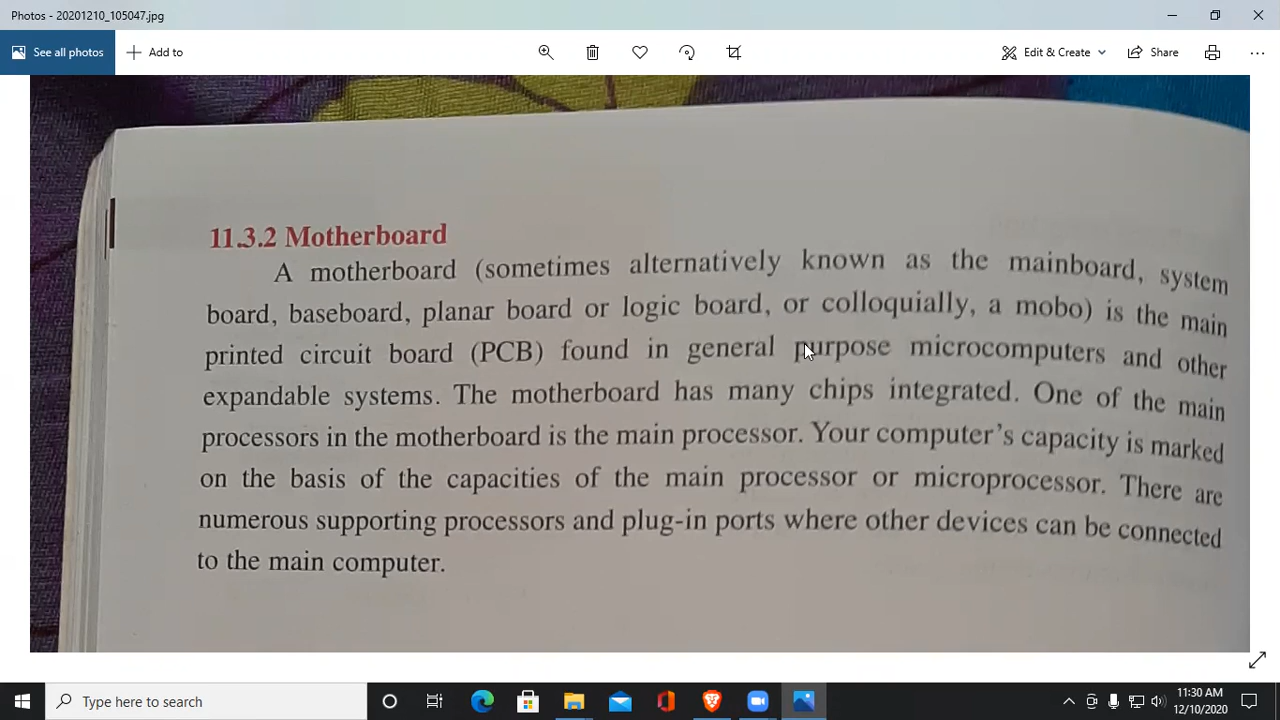 Photos - 20201210_105047.jpg
See all photos
Add to
Edit & Create
Share
11.3.2 Motherboard
A motherboard (sometimes alternatively known as the mainboard, system
board, baseboard, planar board or logic board, or colloquially, a mobo) is the main
printed circuit board (PCB) found in general purpose microcomputers and other
expandable systems. The motherboard has many chips integrated. One of the main
processors in the motherboard is the main processor. Your computer's capacity is marked
on the basis of the capacities of the main processor or microprocessor. There are
numerous supporting processors and plug-in ports where other devices can be connected
to the main computer.
Type here to search
11:30 AM
12/10/2020